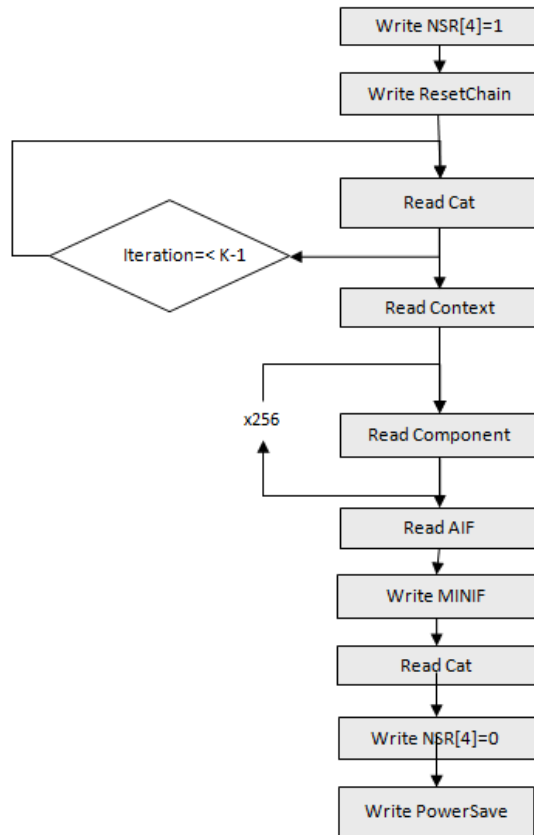 Write NSR[4]=1
Write ResetChain
Read Cat
Iteration=< K-1
Read Context
x256
Read Component
Read AIF
Write MINIF
Read Cat
Write NSR[4]=0
Write PowerSave